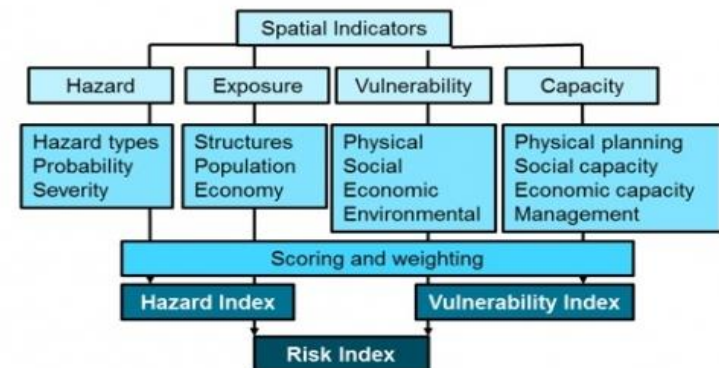 Spatial Indicators
Hazard
Exposure
Vulnerability
Capacity
Hazard types
Probability
Severity
Structures
Population
Economy
Physical
Social
Economic
Environmental
Physical planning
Social capacity
Economic capacity
Management
Scoring and weighting
Hazard Index
Vulnerability Index
Risk Index